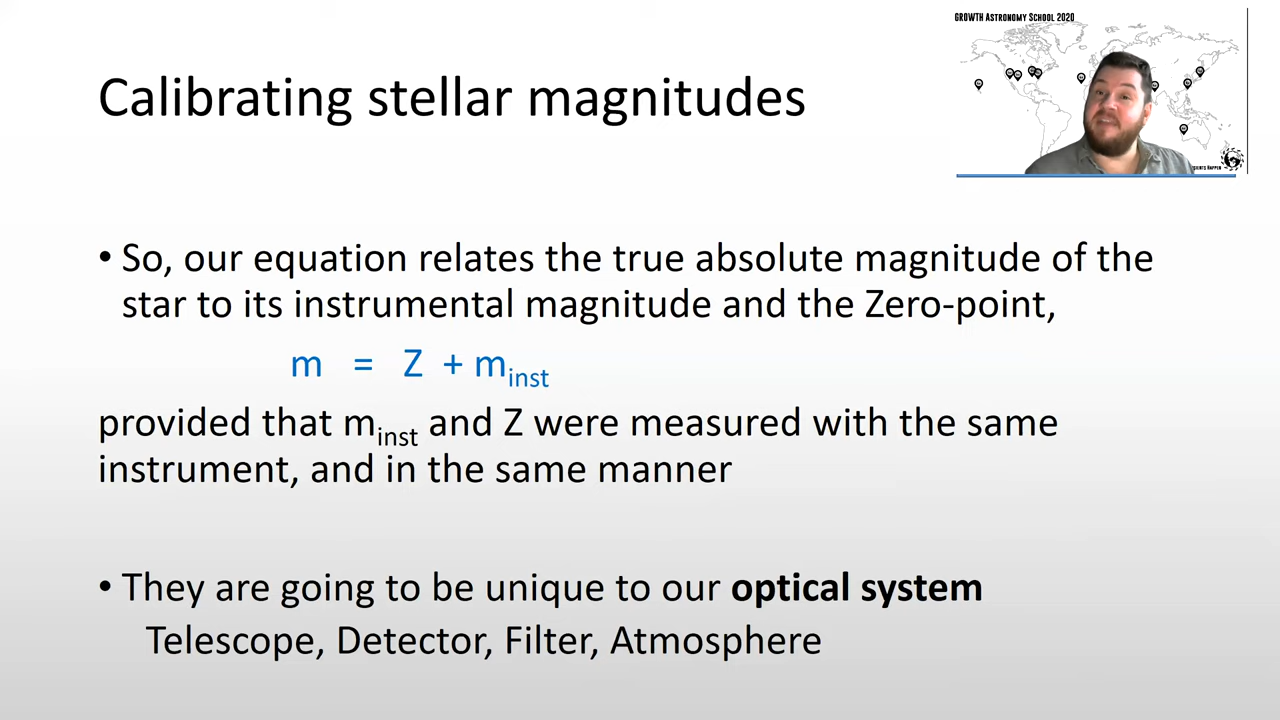 GROWTH ASTRONOMY SCHOOL 2020
Calibrating stellar magnitudes
• So, our equation relates the true absolute magnitude of the
star to its instrumental magnitude and the Zero-point,
m = Z + minst
provided that minst and Z were measured with the same
instrument, and in the same manner
• They are going to be unique to our optical system
Telescope, Detector, Filter, Atmosphere